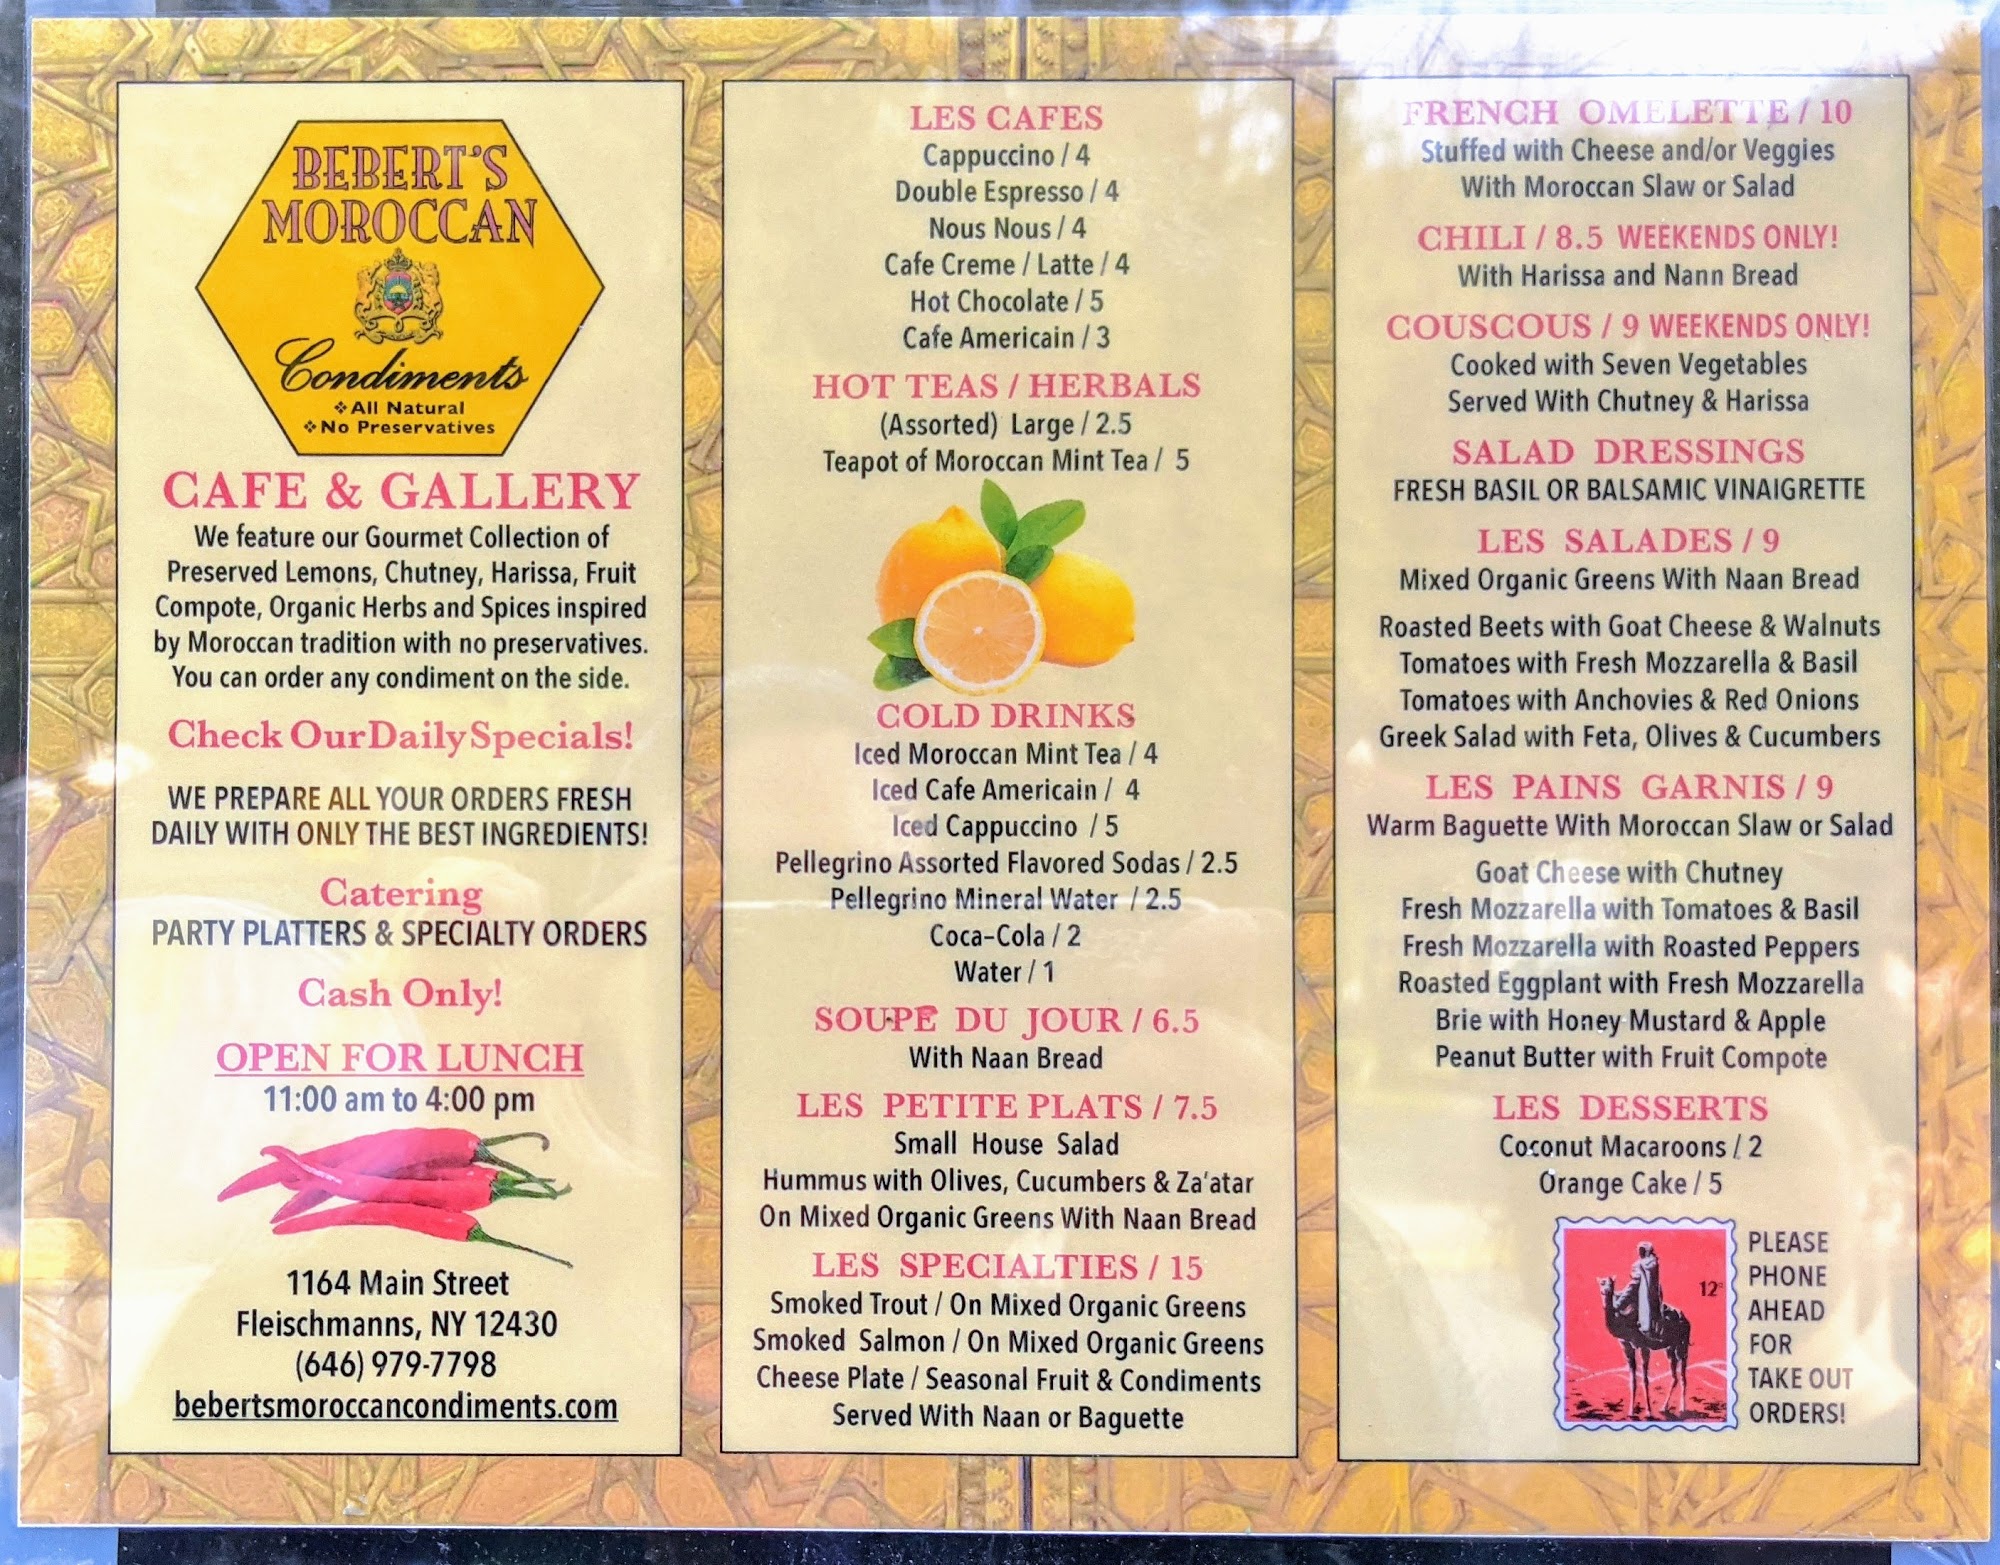 BEBERT'S
MOROCCAN
Condiments
❖All Natural
❖No Preservatives
CAFE & GALLERY
We feature our Gourmet Collection of
Preserved Lemons, Chutney, Harissa, Fruit
Compote, Organic Herbs and Spices inspired
by Moroccan tradition with no preservatives.
You can order any condiment on the side.
Check Our Daily Specials!
WE PREPARE ALL YOUR ORDERS FRESH
DAILY WITH ONLY THE BEST INGREDIENTS!
Catering
PARTY PLATTERS & SPECIALTY ORDERS
Cash Only!
OPEN FOR LUNCH
11:00 am to 4:00 pm
1164 Main Street
Fleischmanns, NY 12430
(646) 979-7798
bebertsmoroccancondiments.com
LES CAFES
Cappuccino / 4
Double Espresso / 4
Nous Nous / 4
Cafe Creme / Latte / 4
Hot Chocolate / 5
Cafe Americain / 3
HOT TEAS / HERBALS
(Assorted) Large / 2.5
Teapot of Moroccan Mint Tea / 5
COLD DRINKS
Iced Moroccan Mint Tea / 4
Iced Cafe Americain / 4
Iced Cappuccino / 5
Pellegrino Assorted Flavored Sodas / 2.5
Pellegrino Mineral Water / 2.5
Coca-Cola / 2
Water / 1
SOUPE DU JOUR / 6.5
With Naan Bread
LES PETITE PLATS / 7.5
Small House Salad
Hummus with Olives, Cucumbers & Za'atar
On Mixed Organic Greens With Naan Bread
LES SPECIALTIES / 15
Smoked Trout / On Mixed Organic Greens
Smoked Salmon / On Mixed Organic Greens
Cheese Plate / Seasonal Fruit & Condiments
Served With Naan or Baguette
FRENCH OMELETTE / 10
Stuffed with Cheese and/or Veggies
With Moroccan Slaw or Salad
CHILI / 8.5 WEEKENDS ONLY!
With Harissa and Nann Bread
COUSCOUS / 9 WEEKENDS ONLY!
Cooked with Seven Vegetables
Served With Chutney & Harissa
SALAD DRESSINGS
FRESH BASIL OR BALSAMIC VINAIGRETTE
LES SALADES / 9
Mixed Organic Greens With Naan Bread
Roasted Beets with Goat Cheese & Walnuts
Tomatoes with Fresh Mozzarella & Basil
Tomatoes with Anchovies & Red Onions
Greek Salad with Feta, Olives & Cucumbers
LES PAINS GARNIS / 9
Warm Baguette With Moroccan Slaw or Salad
Goat Cheese with Chutney
Fresh Mozzarella with Tomatoes & Basil
Fresh Mozzarella with Roasted Peppers
Roasted Eggplant with Fresh Mozzarella
Brie with Honey Mustard & Apple
Peanut Butter with Fruit Compote
LES DESSERTS
Coconut Macaroons / 2
Orange Cake / 5
12c
PLEASE
PHONE
AHEAD
FOR
TAKE OUT
ORDERS!